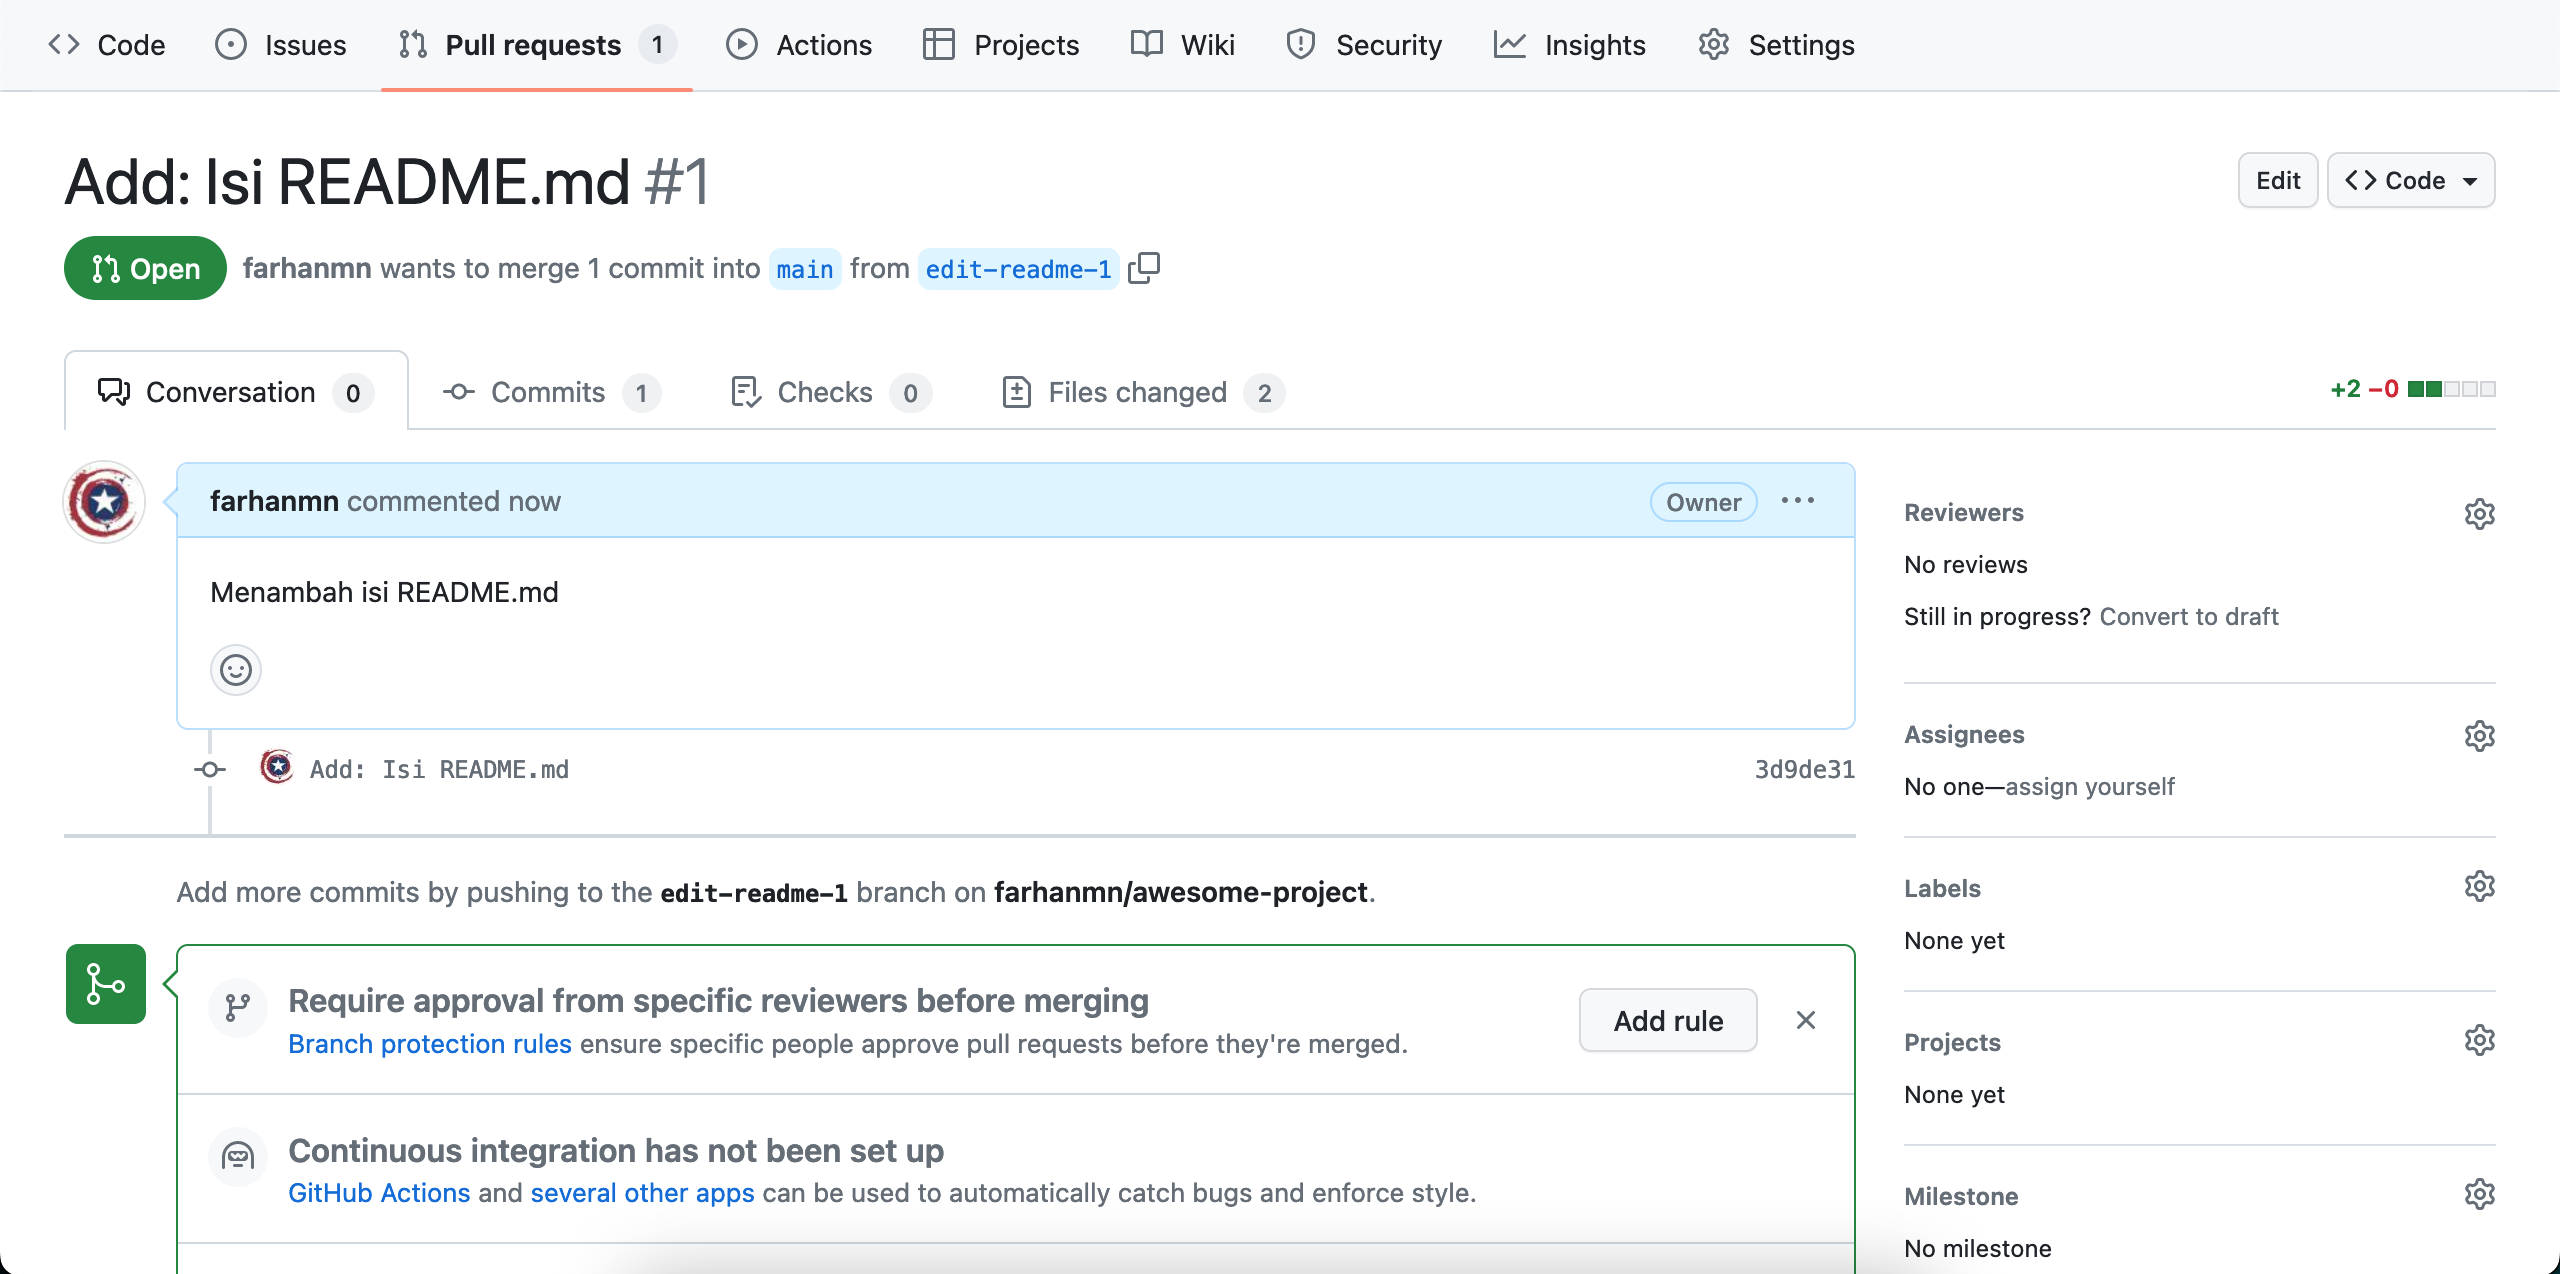 Code Issues Pull requests 1 Actions Projects Wiki Security Insights Settings
Add: Isi README.md #1
Edit Code
Open farhanmn wants to merge 1 commit into main from edit-readme-1
Conversation 0 Commits 1 Checks 0 Files changed 2
+2 −0
farhanmn commented now Owner
Menambah isi README.md
Add: Isi README.md 3d9de31
Add more commits by pushing to the edit-readme-1 branch on farhanmn/awesome-project.
Require approval from specific reviewers before merging
Branch protection rules ensure specific people approve pull requests before they're merged.
Add rule
Continuous integration has not been set up
GitHub Actions and several other apps can be used to automatically catch bugs and enforce style.
Reviewers
No reviews
Still in progress? Convert to draft
Assignees
No one—assign yourself
Labels
None yet
Projects
None yet
Milestone
No milestone